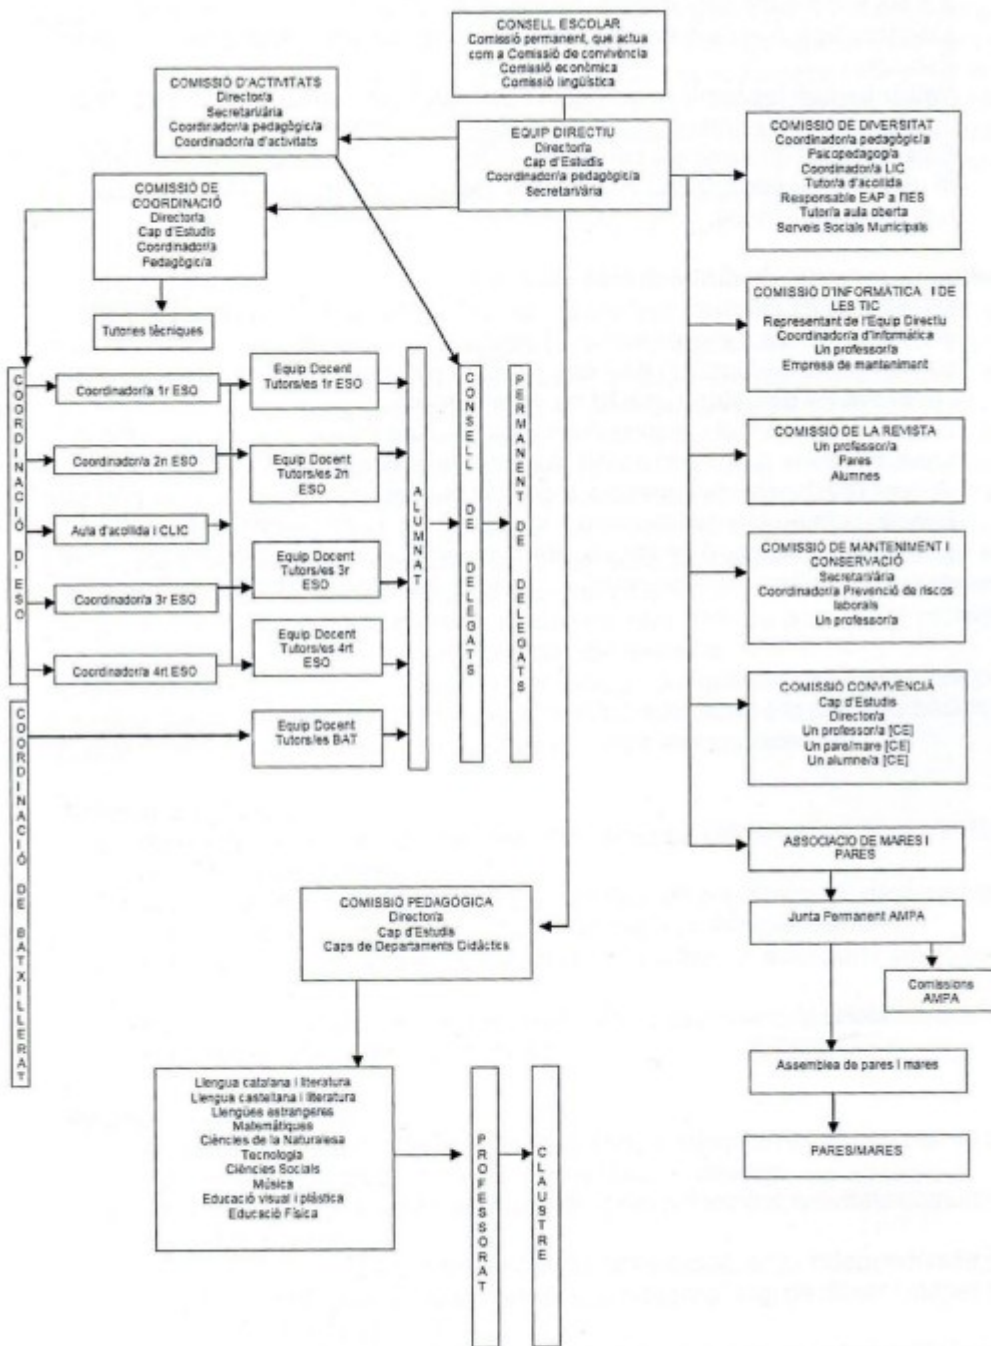 CONSELL ESCOLAR
Comissió permanent, que actua
com a Comissió de convivència
Comissió econòmica
Comissió lingüística
COMISSIÓ D'ACTIVITATS
Director/a
Secretari/ària
Coordinador/a pedagògic/a
Coordinador/a d'activitats
EQUIP DIRECTIU
Director/a
Cap d'Estudis
Coordinador/a pedagògic/a
Secretari/ària
COMISSIÓ DE DIVERSITAT
Coordinador/a pedagògic/a
Psicopedagog/a
Coordinador/a LIC
Tutor/a d'acollida
Responsable EAP a l'IES
Tutor/a aula oberta
Serveis Socials Municipals
COMISSIÓ DE
COORDINACIÓ
Director/a
Cap d'Estudis
Coordinador/a
Pedagògic/a
Tutories tècniques
COMISSIÓ D'INFORMÀTICA I DE
LES TIC
Representant de l'Equip Directiu
Coordinador/a d'Informàtica
Un professor/a
Empresa de manteniment
COORDINACIÓ D'ESO
Coordinador/a 1r ESO
Coordinador/a 2n ESO
Aula d'acollida i CLIC
Coordinador/a 3r ESO
Coordinador/a 4rt ESO
Equip Docent
Tutors/es 1r ESO
Equip Docent
Tutors/es 2n
ESO
Equip Docent
Tutors/es 3r
ESO
Equip Docent
Tutors/es 4rt
ESO
Equip Docent
Tutors/es BAT
ALUMNAT
CONSELL DE DELEGATS
PERMANENT DE DELEGATS
COORDINACIÓ DE BATXILLERAT
COMISSIÓ DE LA REVISTA
Un professor/a
Pares
Alumnes
COMISSIÓ DE MANTENIMENT I
CONSERVACIÓ
Secretari/ària
Coordinador/a Prevenció de riscos
laborals
Un professor/a
COMISSIÓ CONVIVÈNCIA
Cap d'Estudis
Director/a
Un professor/a [CE]
Un pare/mare [CE]
Un alumne/a [CE]
ASSOCIACIO DE MARES I
PARES
Junta Permanent AMPA
Comissions
AMPA
Assemblea de pares i mares
PARES/MARES
COMISSIÓ PEDAGÒGICA
Director/a
Cap d'Estudis
Caps de Departaments Didàctics
Llengua catalana i literatura
Llengua castellana i literatura
Llengües estrangeres
Matemàtiques
Ciències de la Naturalesa
Tecnologia
Ciències Socials
Música
Educació visual i plàstica
Educació Física
PROFESSORAT
CLAUSTRE